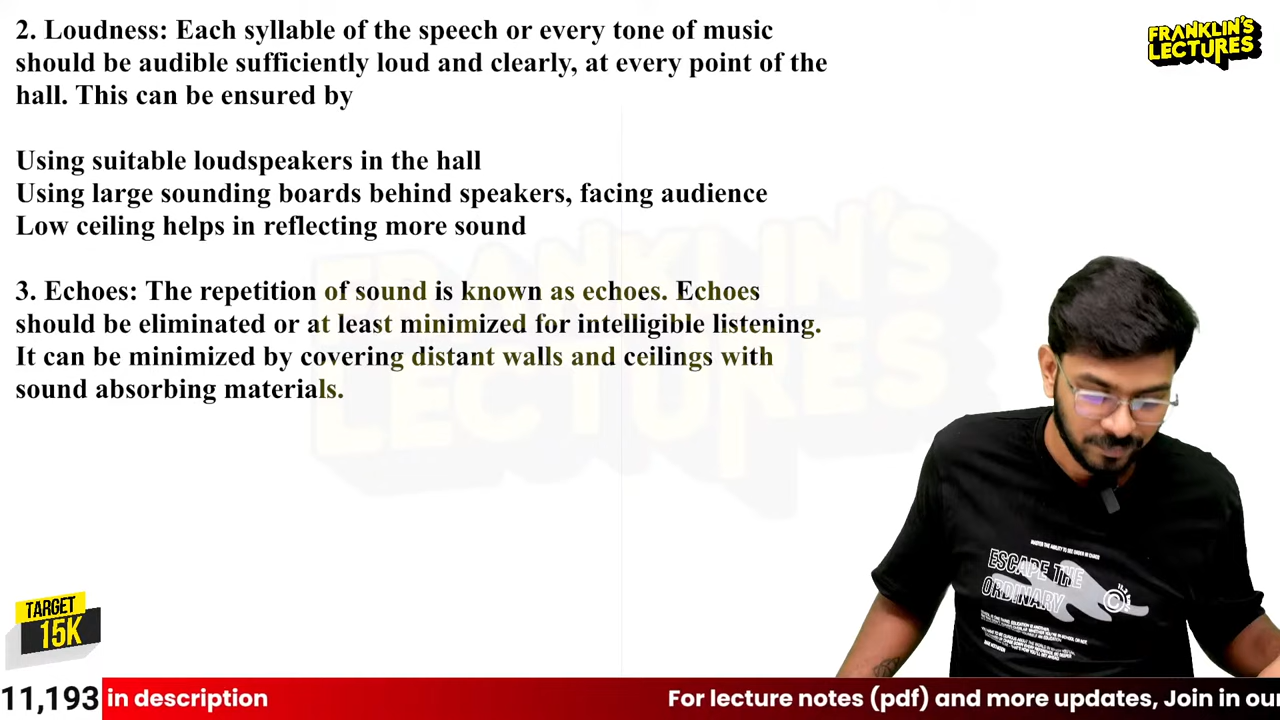 2. Loudness: Each syllable of the speech or every tone of music
should be audible sufficiently loud and clearly, at every point of the
hall. This can be ensured by
Using suitable loudspeakers in the hall
Using large sounding boards behind speakers, facing audience
Low ceiling helps in reflecting more sound
3. Echoes: The repetition of sound is known as echoes. Echoes
should be eliminated or at least minimized for intelligible listening.
It can be minimized by covering distant walls and ceilings with
sound absorbing materials.
FRANKLIN'S
LECTURES
FRANKLIN'S
LECTURES
ESCAPE THE
ORDINARY
TARGET
15K
11,193
in description
For lecture notes (pdf) and more updates, Join in ou